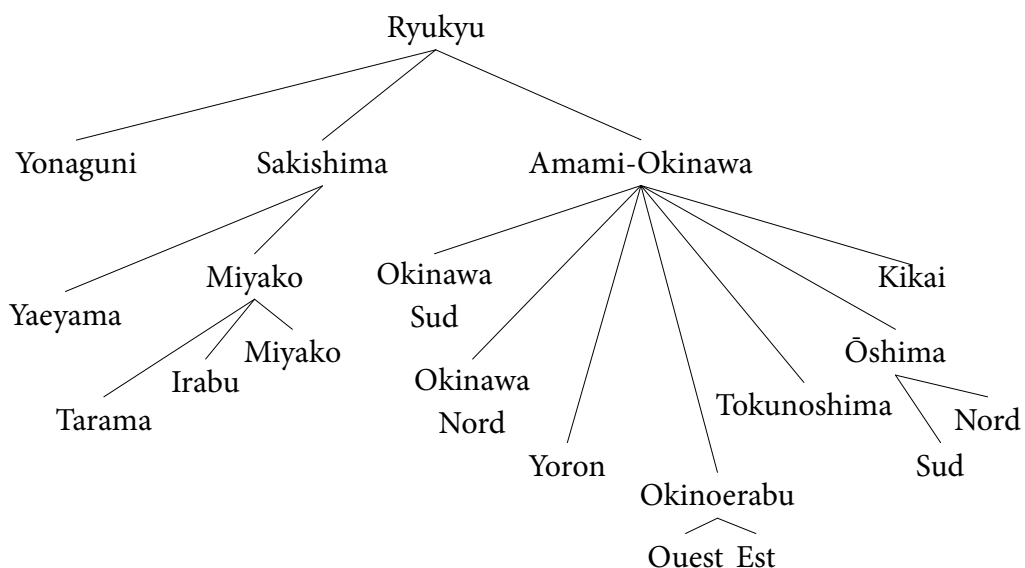 Ryukyu
Yonaguni
Sakishima
Amami-Okinawa
Yaeyama
Miyako
Tarama
Irabu
Miyako
Okinawa
Sud
Okinawa
Nord
Yoron
Okinoerabu
Ouest Est
Tokunoshima
Ōshima
Sud
Nord
Kikai